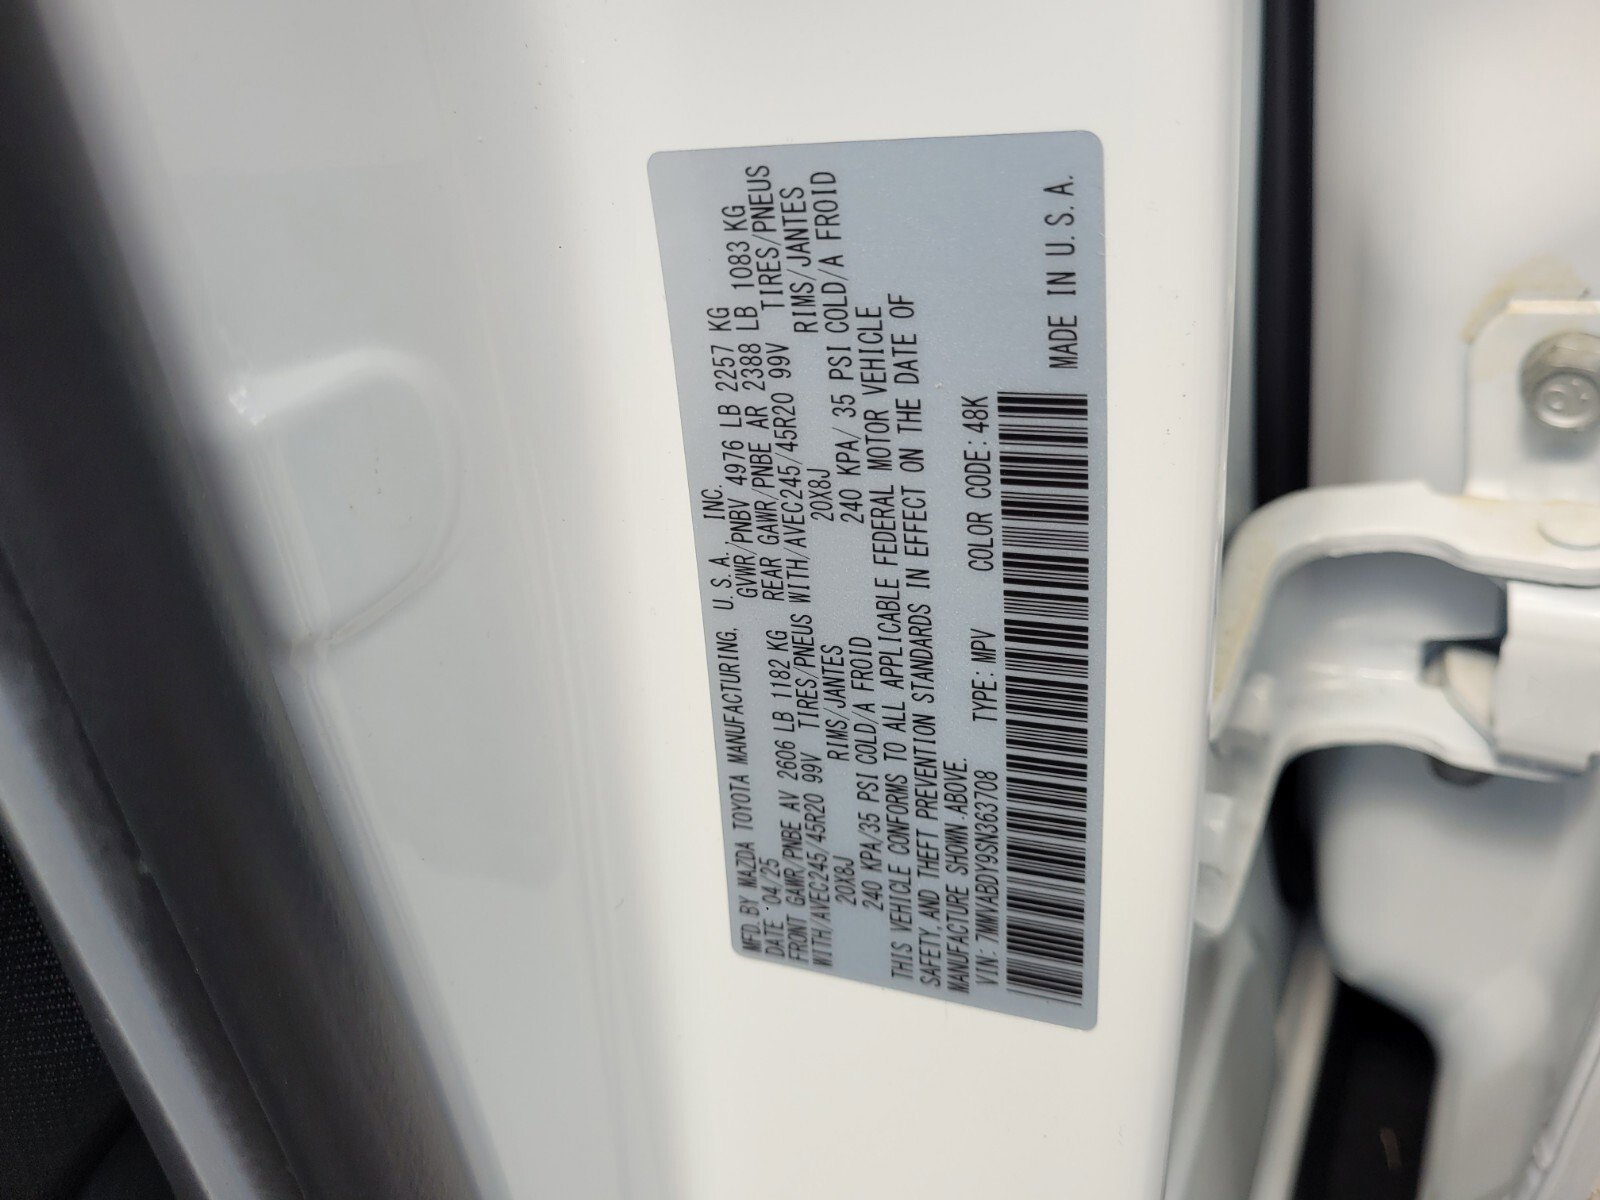 MFD. BY MAZDA TOYOTA MANUFACTURING, U. S. A. INC.
DATE 04/25 GVWR/PNBV 4976 LB 2257 KG
FRONT GAWR/PNBE AV 2606 LB 1182 KG REAR GAWR/PNBE AR 2388 LB 1083 KG
WITH/AVEC245/45R20 99V TIRES/PNEUS WITH/AVEC245/45R20 99V TIRES/PNEUS
20X8J RIMS/JANTES 20X8J RIMS/JANTES
240 KPA/35 PSI COLD/A FROID 240 KPA/ 35 PSI COLD/A FROID
THIS VEHICLE CONFORMS TO ALL APPLICABLE FEDERAL MOTOR VEHICLE
SAFETY, AND THEFT PREVENTION STANDARDS IN EFFECT ON THE DATE OF
MANUFACTURE SHOWN ABOVE.
VIN: 7MMVABDY9SN363708 TYPE: MPV COLOR CODE: 48K
MADE IN U. S. A.